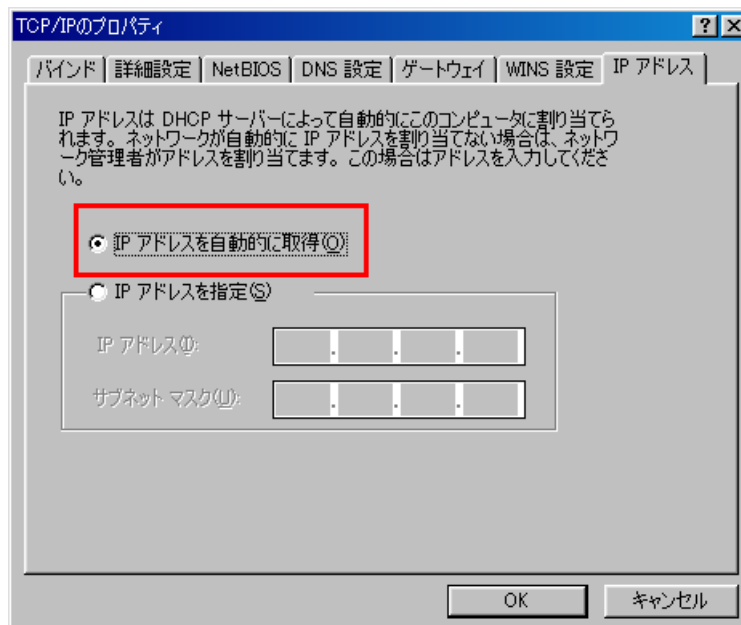 TCP/IPのプロパティ
バインド 詳細設定 NetBIOS DNS 設定 ゲートウェイ WINS 設定 IP アドレス
IP アドレスは DHCP サーバーによって自動的にこのコンピュータに割り当てら
れます。ネットワークが自動的に IP アドレスを割り当てない場合は、ネットワ
ーク管理者がアドレスを割り当てます。この場合はアドレスを入力してくださ
い。
IP アドレスを自動的に取得(O)
IP アドレスを指定(S)
IP アドレス(I):
サブネット マスク(U):
OK キャンセル